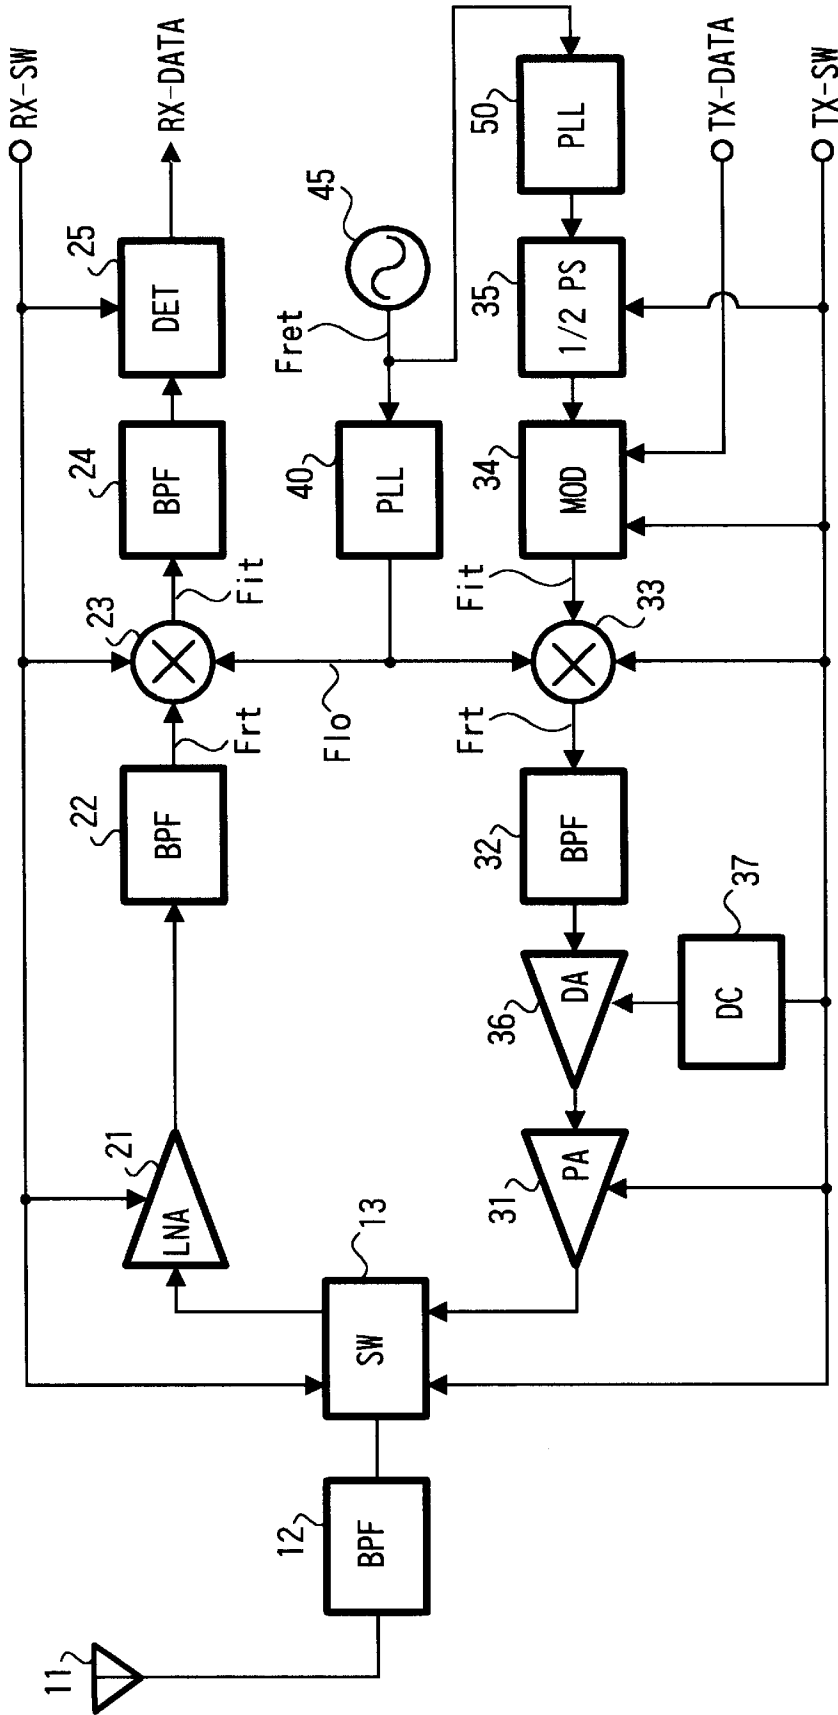 RX-SW
11
21
22
23
24
25
LNA
BPF
BPF
DET
RX-DATA
Frt
Fit
12
13
Flo
40
Fret
45
BPF
SW
PLL
31
36
32
Frt
Fit
34
35
50
PA
DA
BPF
MOD
1/2 PS
PLL
33
37
DC
TX-DATA
TX-SW